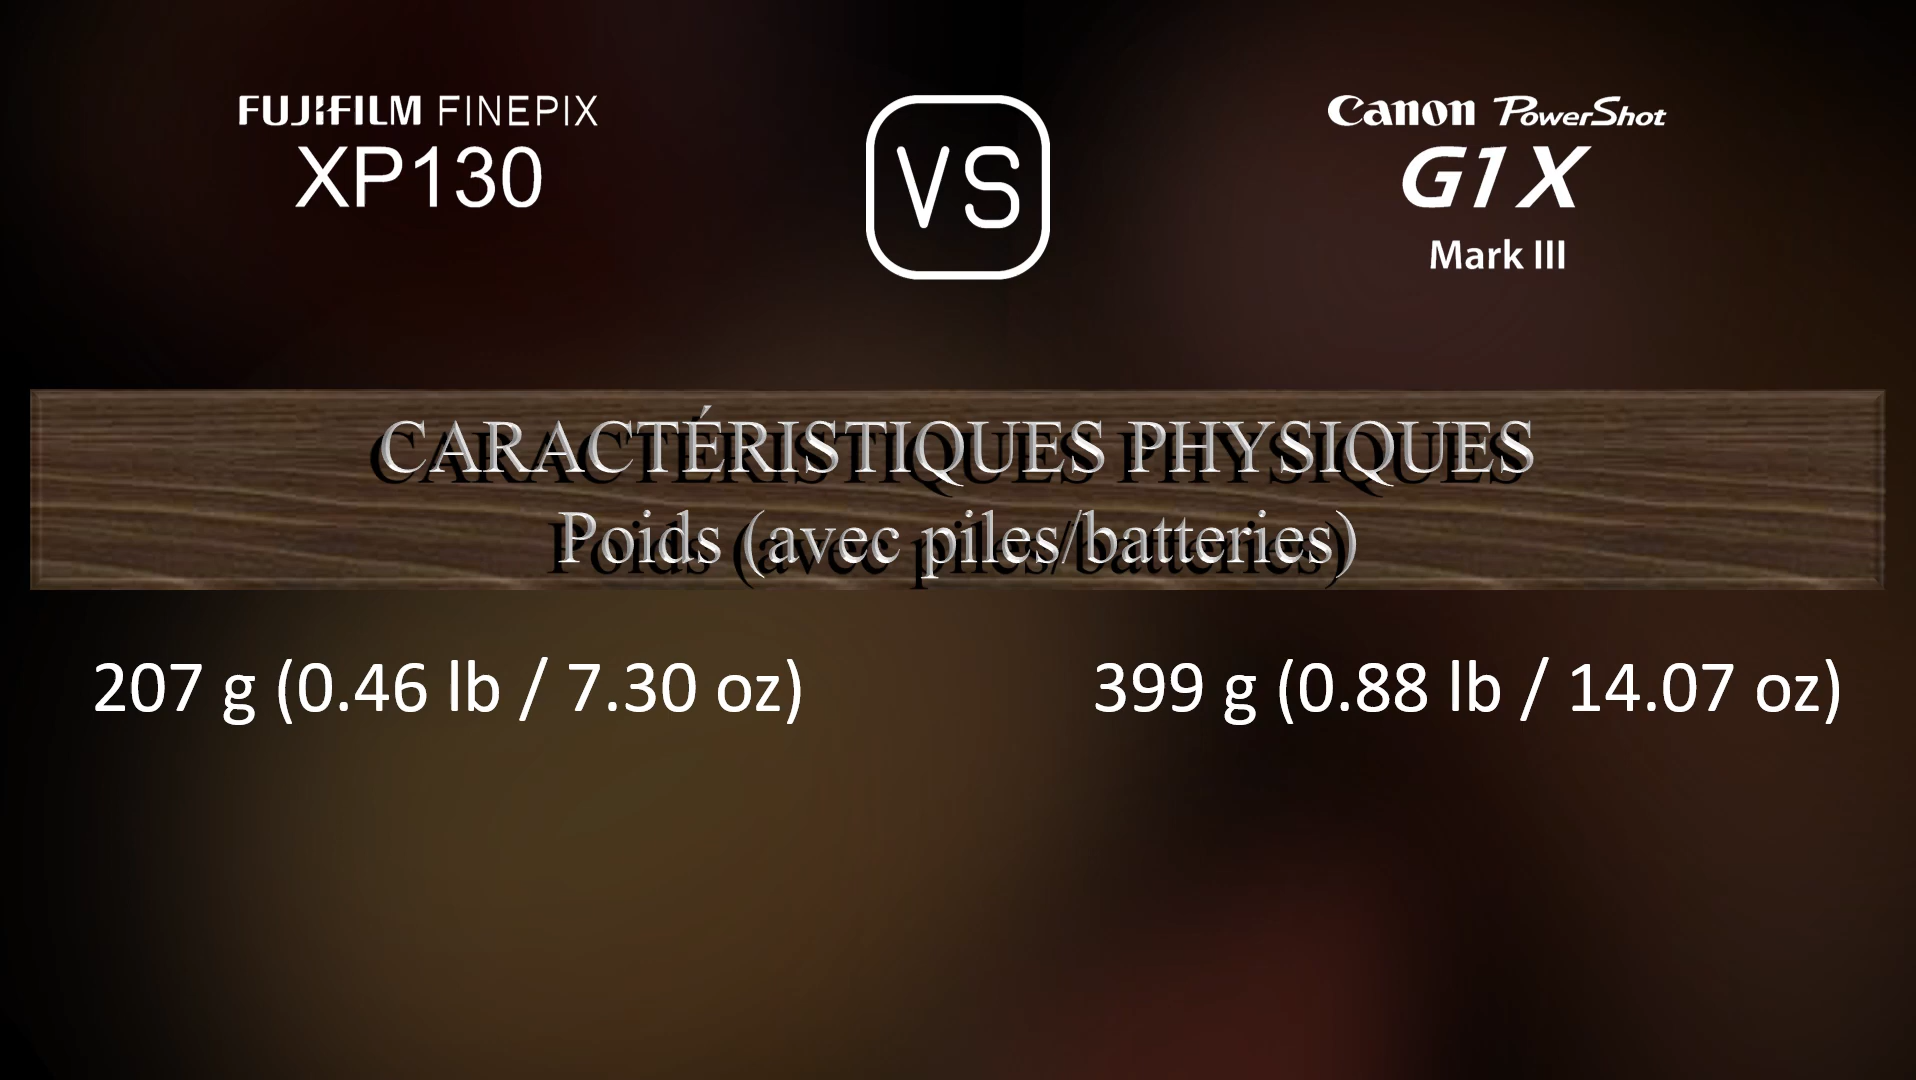 FUJIFILM FINEPIX
XP130
VS
Canon PowerShot
G1 X
Mark III
CARACTÉRISTIQUES PHYSIQUES
Poids (avec piles/batteries)
207 g (0.46 lb / 7.30 oz)
399 g (0.88 lb / 14.07 oz)